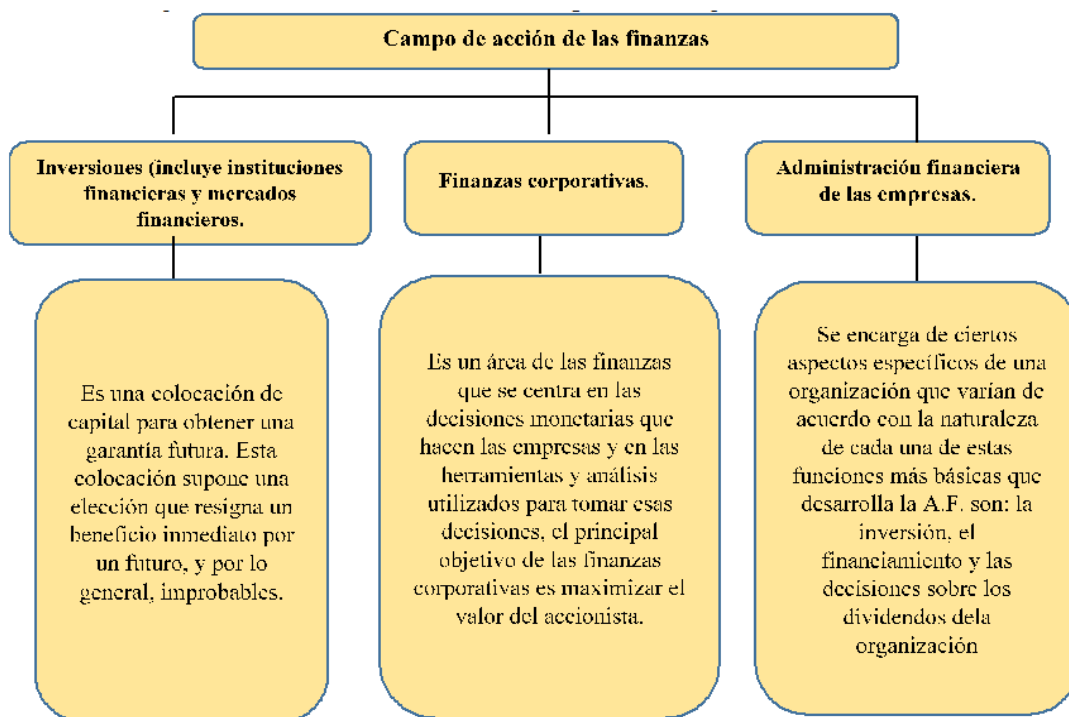 Campo de acción de las finanzas
Inversiones (incluye instituciones
financieras y mercados
financieros.
Finanzas corporativas.
Administración financiera
de las empresas.
Es una colocación de
capital para obtener una
garantía futura. Esta
colocación supone una
elección que resigna un
beneficio inmediato por
un futuro, y por lo
general, improbables.
Es un área de las finanzas
que se centra en las
decisiones monetarias que
hacen las empresas y en las
herramientas y análisis
utilizados para tomar esas
decisiones, el principal
objetivo de las finanzas
corporativas es maximizar el
valor del accionista.
Se encarga de ciertos
aspectos específicos de una
organización que varían de
acuerdo con la naturaleza
de cada una de estas
funciones más básicas que
desarrolla la A.F. son: la
inversión, el
financiamiento y las
decisiones sobre los
dividendos dela
organización